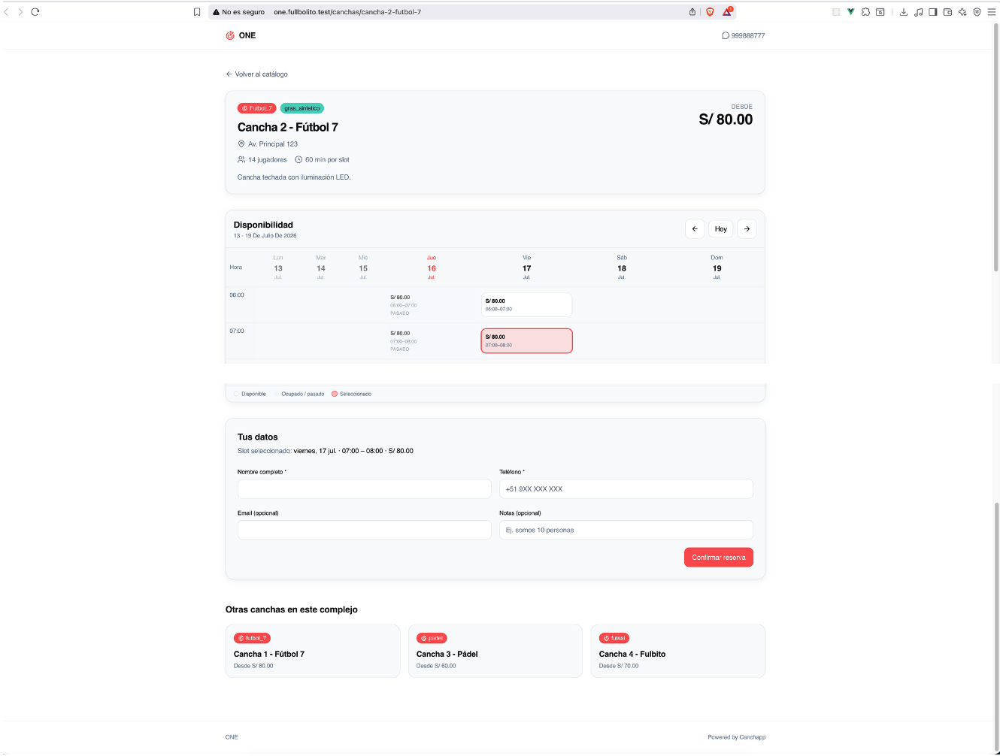 No es seguro one.fullbolito.test/canchas/cancha-2-futbol-7
ONE
999888777
Volver al catálogo
Futbol_7 gras_sintetico
DESDE
S/ 80.00
Cancha 2 - Fútbol 7
Av. Principal 123
14 jugadores 60 min por slot
Cancha techada con iluminación LED.
Disponibilidad
13 - 19 De Julio De 2026
Hoy
Hora
Lun 13 Jul.
Mar 14 Jul.
Mié 15 Jul.
Jue 16 Jul.
Vie 17 Jul.
Sáb 18 Jul.
Dom 19 Jul.
06:00
S/ 80.00
06:00–07:00
PASADO
S/ 80.00
06:00–07:00
07:00
S/ 80.00
07:00–08:00
PASADO
S/ 80.00
07:00–08:00
Disponible Ocupado / pasado Seleccionado
Tus datos
Slot seleccionado: viernes, 17 jul. · 07:00 – 08:00 · S/ 80.00
Nombre completo *
Teléfono *
+51 9XX XXX XXX
Email (opcional)
Notas (opcional)
Ej. somos 10 personas
Confirmar reserva
Otras canchas en este complejo
futbol_7
Cancha 1 - Fútbol 7
Desde S/ 80.00
padel
Cancha 3 - Pádel
Desde S/ 60.00
futsal
Cancha 4 - Fulbito
Desde S/ 70.00
ONE
Powered by Canchapp